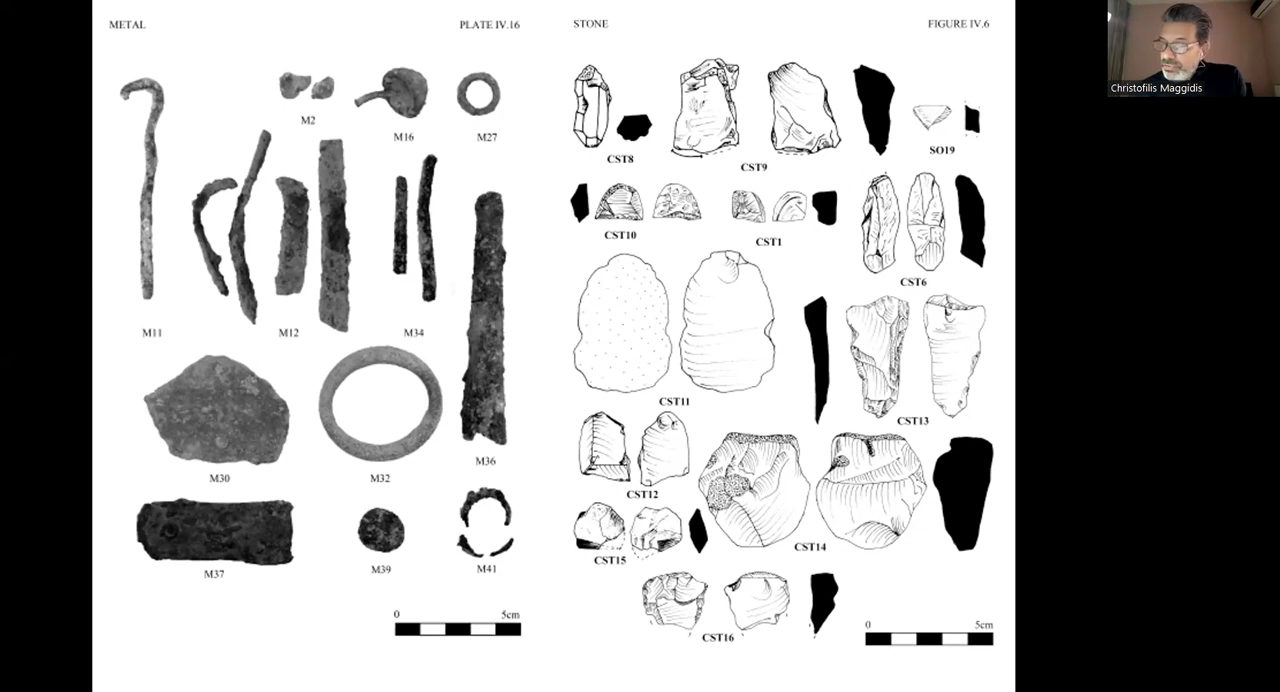 METAL
PLATE IV.16
M2
M16
M27
M11
M12
M34
M30
M32
M36
M37
M39
M41
0 5cm
STONE
FIGURE IV.6
CST8
CST9
SO19
CST10
CST1
CST6
CST11
CST13
CST12
CST14
CST15
CST16
0 5cm
Christofilis Maggidis